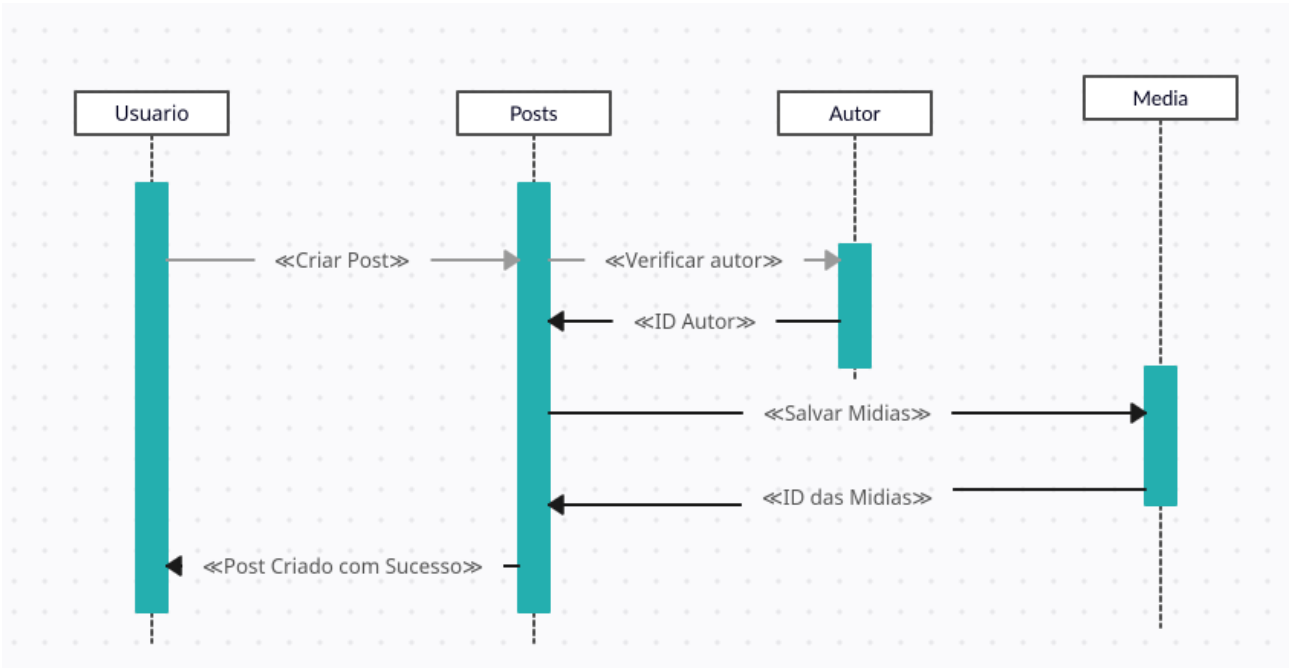 Usuario
Posts
Autor
Media
≪Criar Post≫
≪Verificar autor≫
≪ID Autor≫
≪Salvar Midias≫
≪ID das Midias≫
≪Post Criado com Sucesso≫